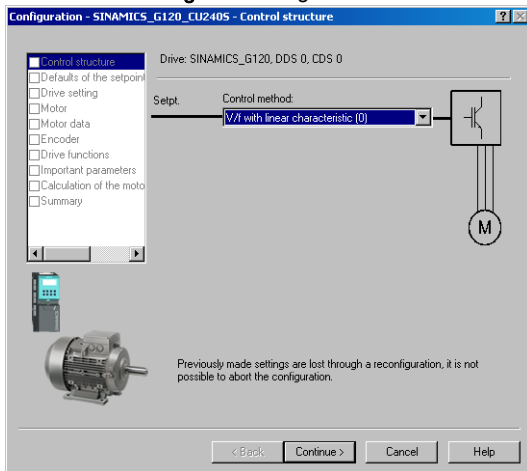 Configuration - SINAMICS_G120_CU240S - Control structure
Control structure
Drive: SINAMICS_G120, DDS 0, CDS 0
Defaults of the setpoint
Drive setting
Setpt.
Control method:
Motor
V/f with linear characteristic (0)
Motor data
Encoder
Drive functions
Important parameters
Calculation of the moto
Summary
M
Previously made settings are lost through a reconfiguration, it is not
possible to abort the configuration.
< Back
Continue >
Cancel
Help